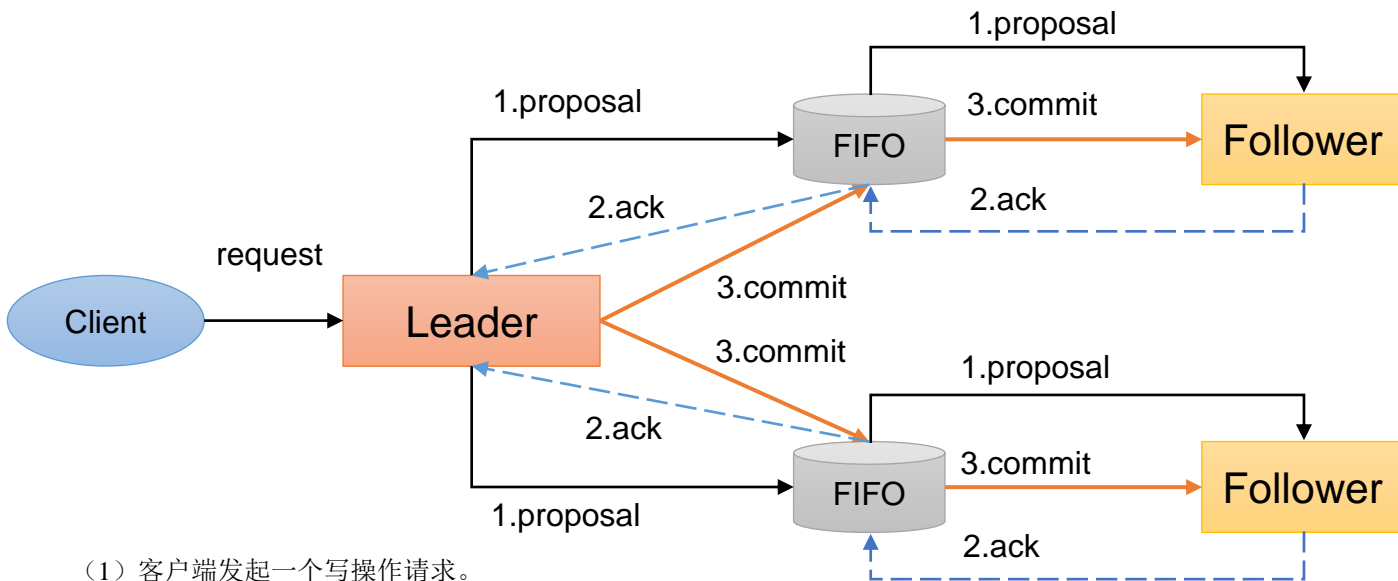 1.proposal
1.proposal
3.commit
FIFO
Follower
2.ack
2.ack
request
3.commit
Client
Leader
3.commit
1.proposal
2.ack
3.commit
FIFO
Follower
1.proposal
2.ack
（1）客户端发起一个写操作请求。